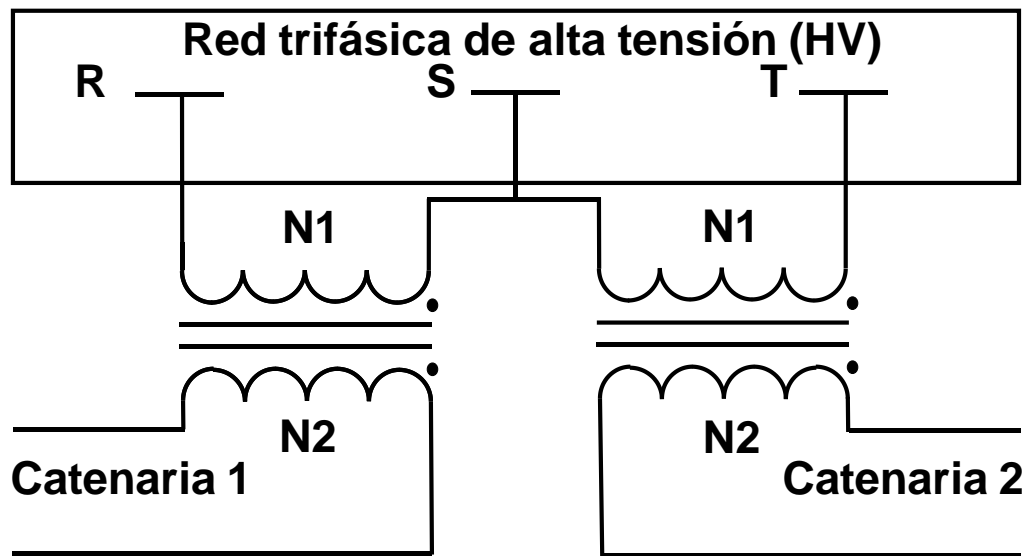 Red trifásica de alta tensión (HV)
R S T
N1 N1
N2 N2
Catenaria 1 Catenaria 2